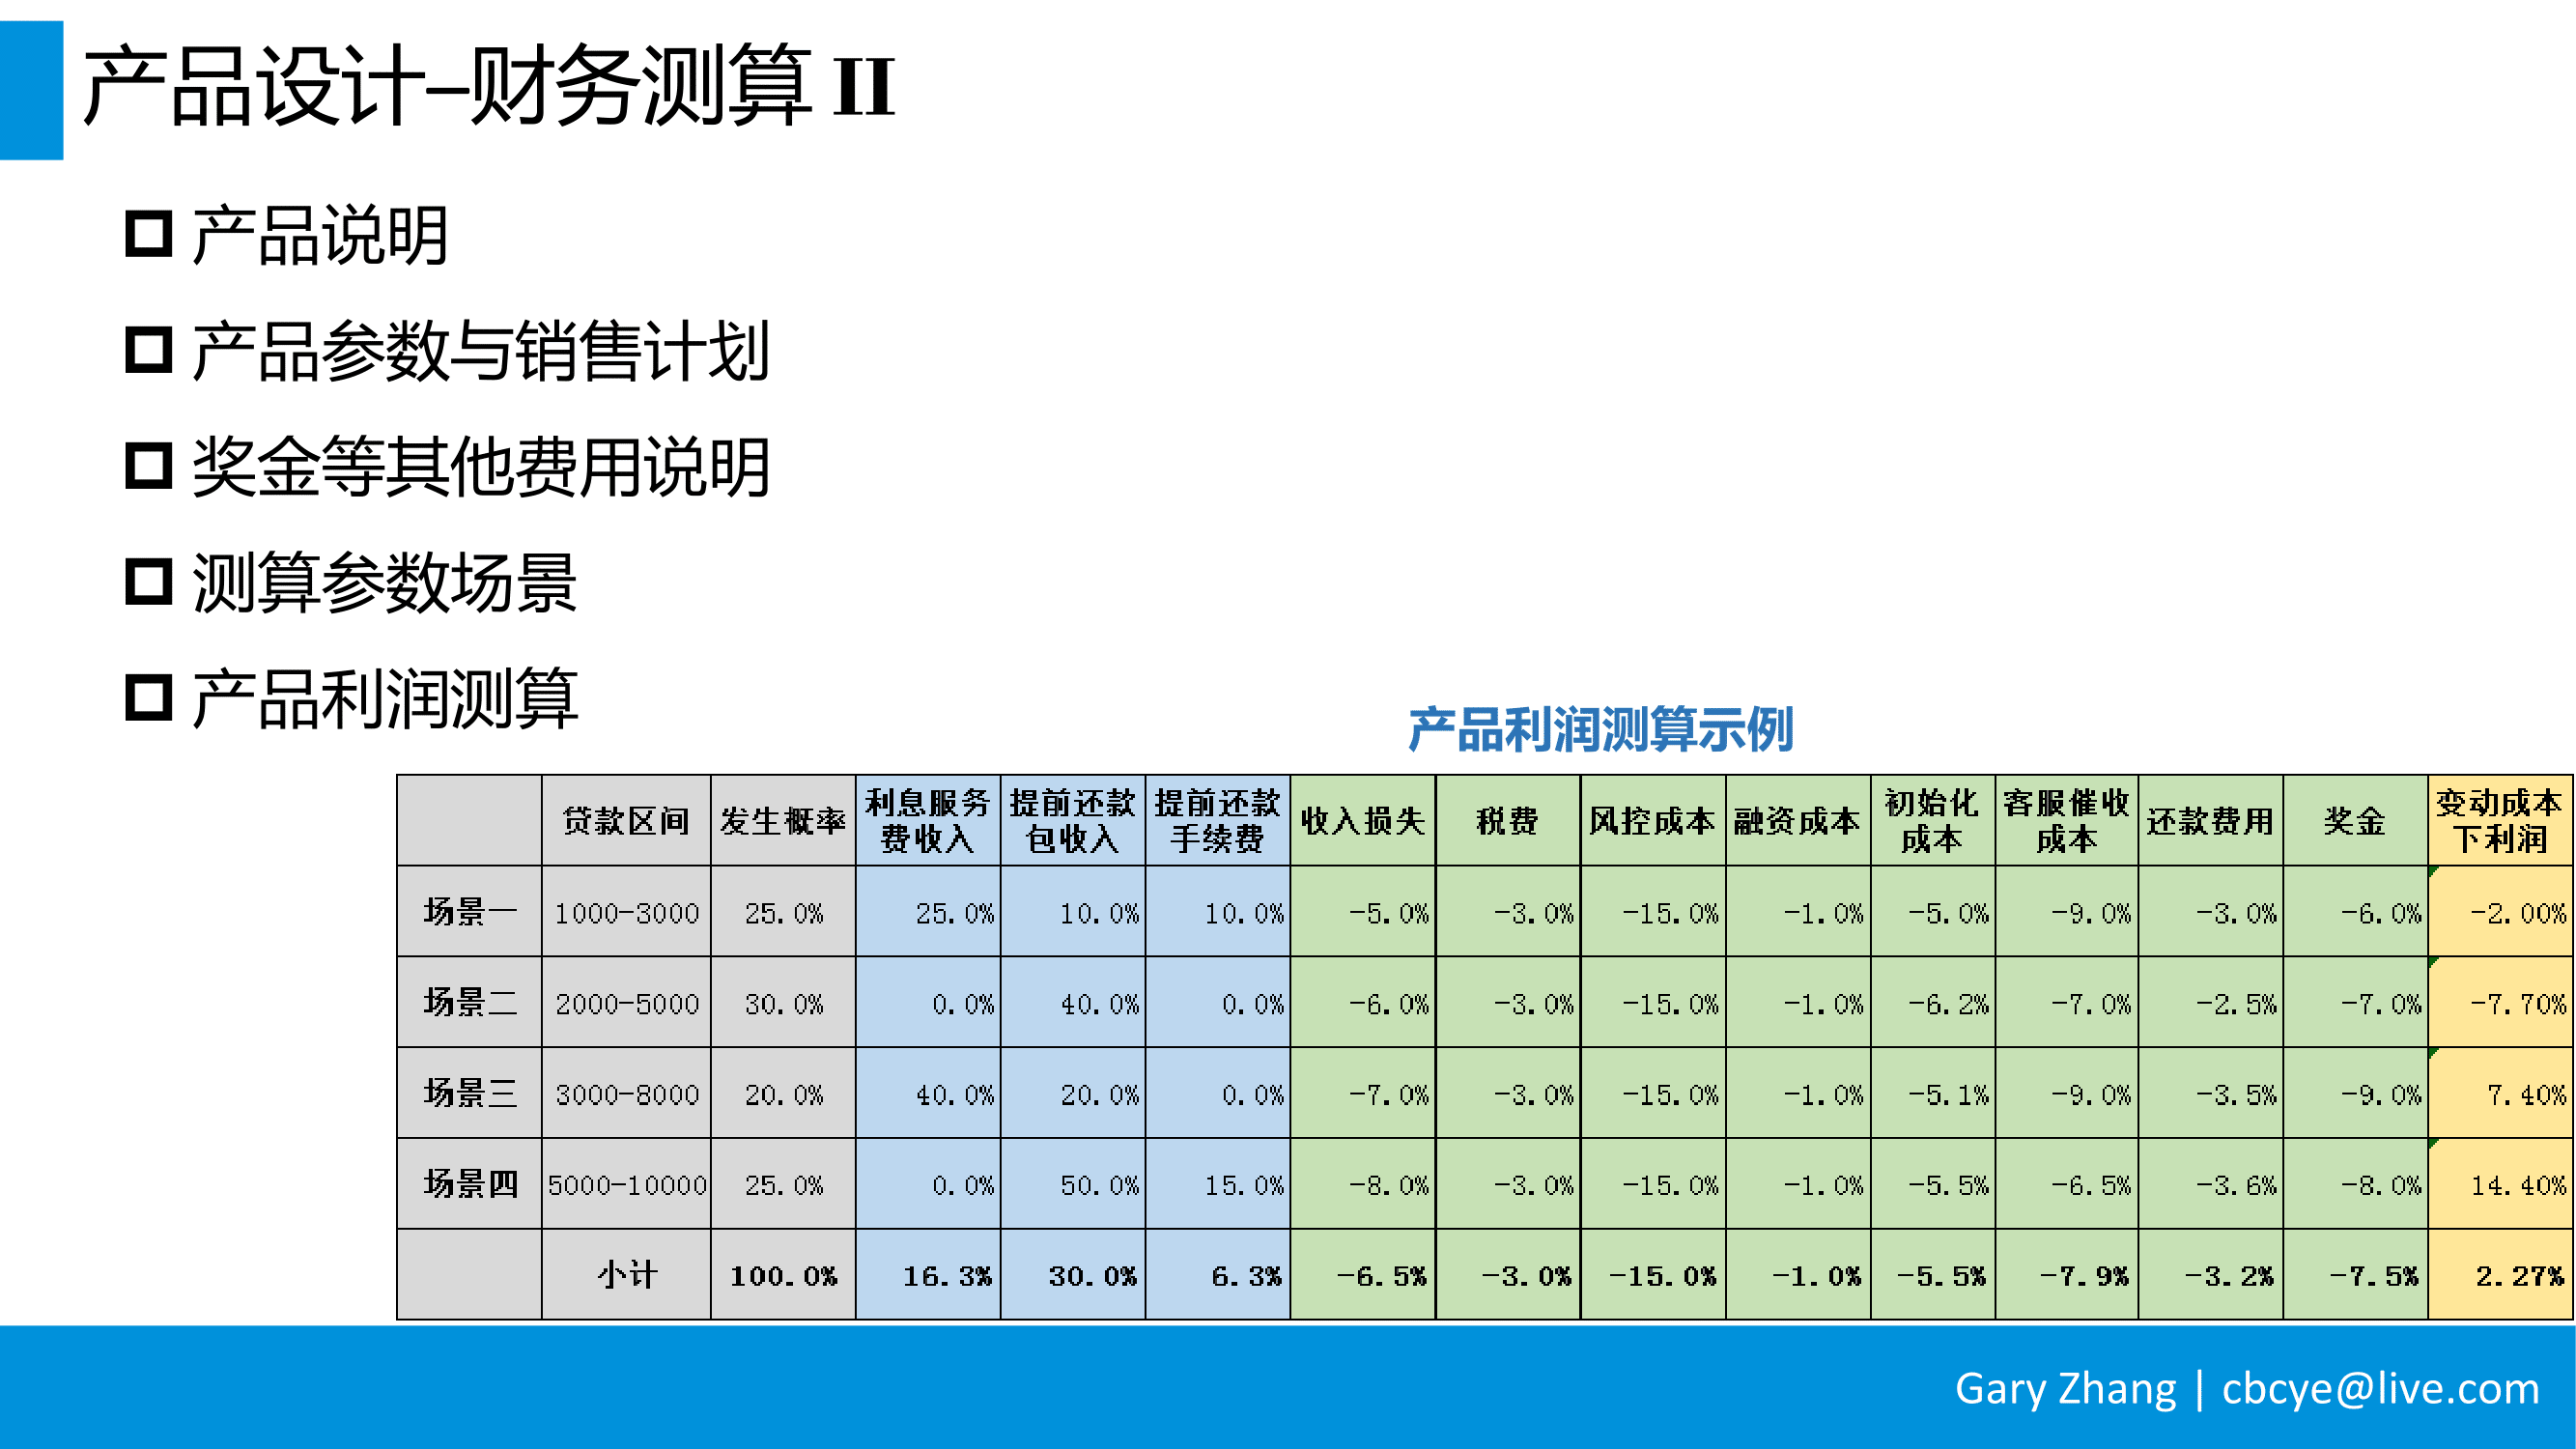 产品设计–财务测算 II
产品说明
产品参数与销售计划
奖金等其他费用说明
测算参数场景
产品利润测算
产品利润测算示例
贷款区间 发生概率 利息服务费收入 提前还款包收入 提前还款手续费 收入损失 税费 风控成本 融资成本 初始化成本 客服催收成本 还款费用 奖金 变动成本下利润
场景一 1000-3000 25.0% 25.0% 10.0% 10.0% -5.0% -3.0% -15.0% -1.0% -5.0% -9.0% -3.0% -6.0% -2.00%
场景二 2000-5000 30.0% 0.0% 40.0% 0.0% -6.0% -3.0% -15.0% -1.0% -6.2% -7.0% -2.5% -7.0% -7.70%
场景三 3000-8000 20.0% 40.0% 20.0% 0.0% -7.0% -3.0% -15.0% -1.0% -5.1% -9.0% -3.5% -9.0% 7.40%
场景四 5000-10000 25.0% 0.0% 50.0% 15.0% -8.0% -3.0% -15.0% -1.0% -5.5% -6.5% -3.6% -8.0% 14.40%
小计 100.0% 16.3% 30.0% 6.3% -6.5% -3.0% -15.0% -1.0% -5.5% -7.9% -3.2% -7.5% 2.27%
Gary Zhang | cbcye@live.com